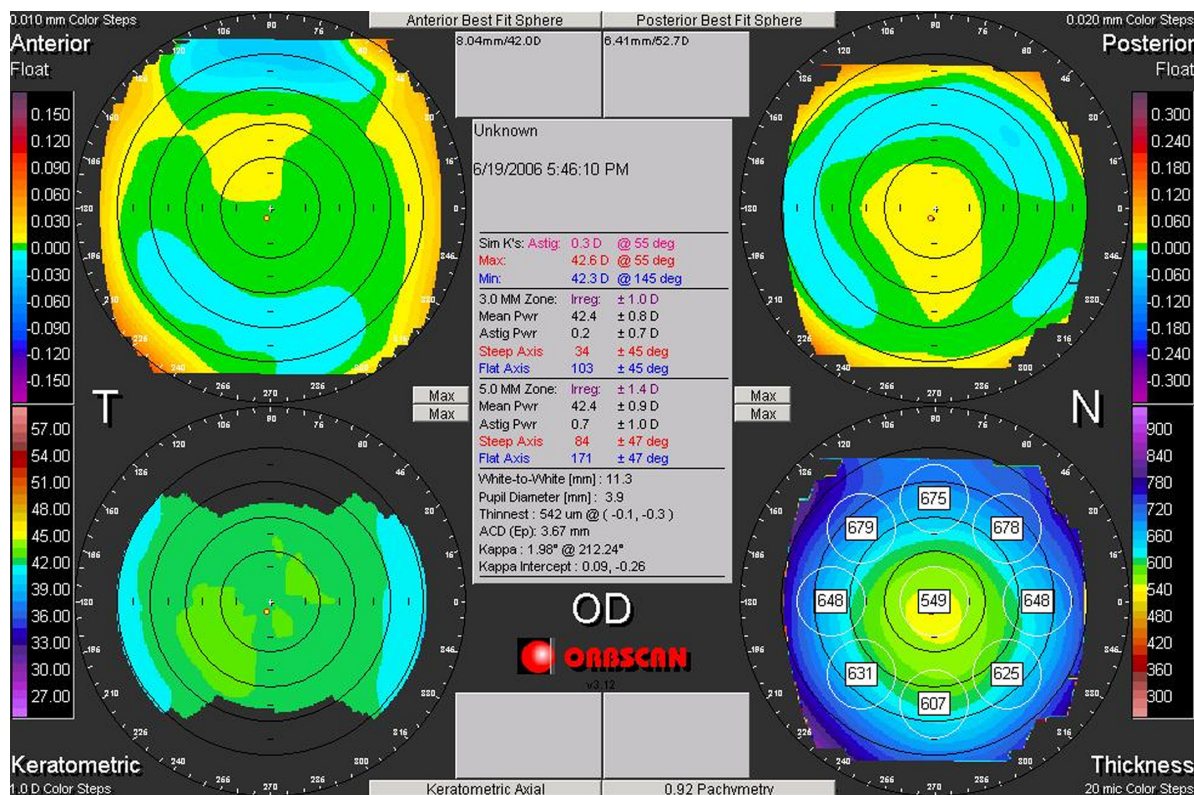 0.010 mm Color Steps
Anterior Best Fit Sphere
Posterior Best Fit Sphere
0.020 mm Color Steps
Anterior
Float
8.04mm/42.0D
6.41mm/52.7D
Posterior
Float
0.150
0.120
0.090
0.060
0.030
0.000
-0.030
-0.060
-0.090
-0.120
-0.150
0.300
0.240
0.180
0.120
0.060
0.000
-0.060
-0.120
-0.180
-0.240
-0.300
Unknown
6/19/2006 5:46:10 PM
Sim K's: Astig: 0.3 D @ 55 deg
Max: 42.6 D @ 55 deg
Min: 42.3 D @ 145 deg
3.0 MM Zone: Irreg: ± 1.0 D
Mean Pwr 42.4 ± 0.8 D
Astig Pwr 0.2 ± 0.7 D
Steep Axis 34 ± 45 deg
Flat Axis 103 ± 45 deg
5.0 MM Zone: Irreg: ± 1.4 D
Mean Pwr 42.4 ± 0.9 D
Astig Pwr 0.7 ± 1.0 D
Steep Axis 84 ± 47 deg
Flat Axis 171 ± 47 deg
White-to-White [mm] : 11.3
Pupil Diameter [mm] : 3.9
Thinnest : 542 um @ ( -0.1, -0.3 )
ACD (Ep): 3.67 mm
Kappa : 1.98° @ 212.24°
Kappa Intercept : 0.09, -0.26
T
N
Max
Max
Max
Max
57.00
54.00
51.00
48.00
45.00
42.00
39.00
36.00
33.00
30.00
27.00
675
679
678
648
549
648
631
625
607
900
840
780
720
660
600
540
480
420
360
300
OD
ORBSCAN
v3.12
Keratometric
1.0 D Color Steps
Keratometric Axial
0.92 Pachymetry
Thickness
20 mic Color Steps